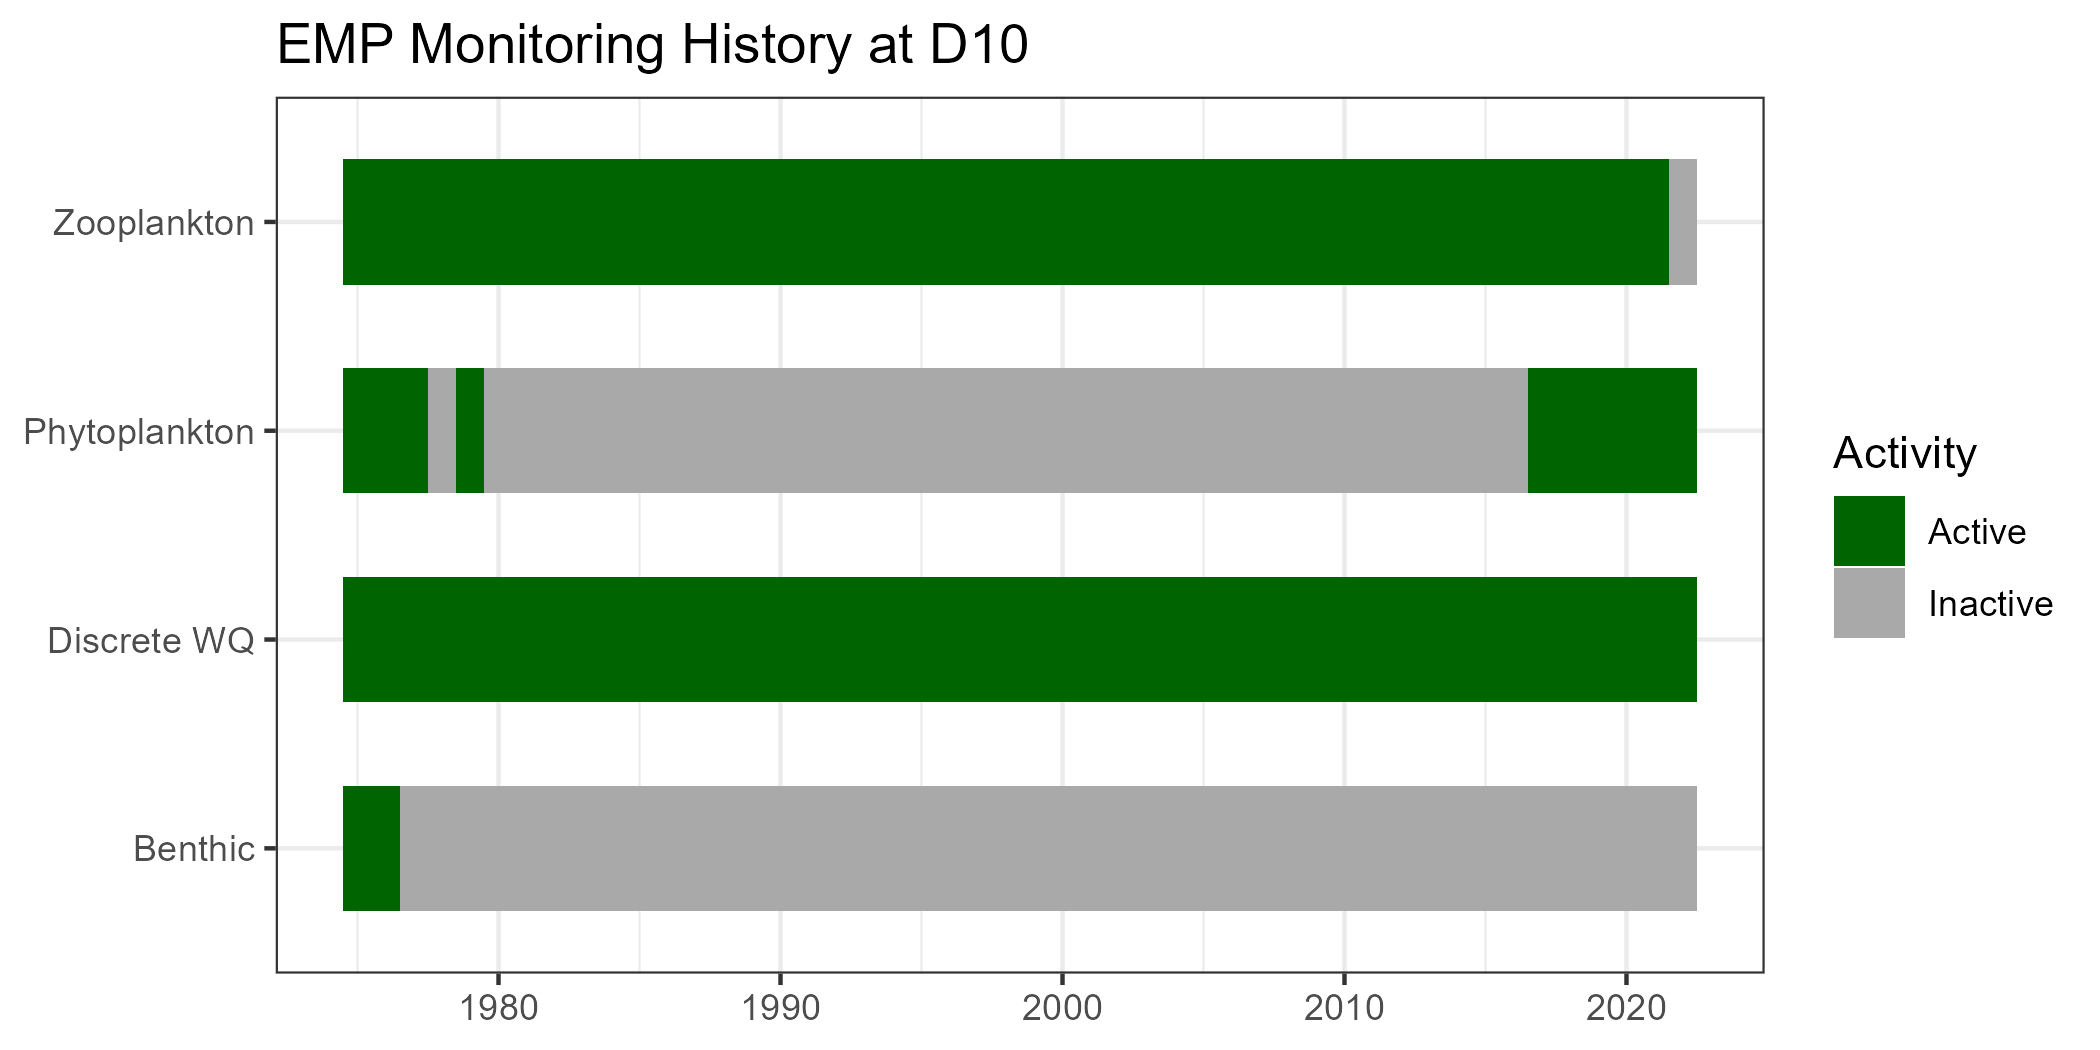 EMP Monitoring History at D10
Zooplankton
Phytoplankton
Discrete WQ
Benthic
1980 1990 2000 2010 2020
Activity
Active
Inactive